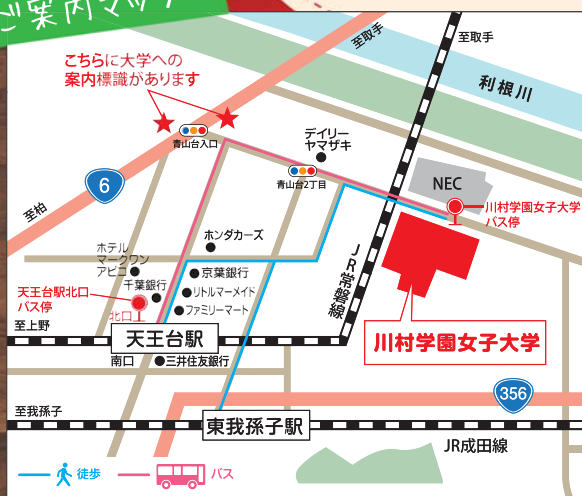 ご案内マップ
至取手
至取手
こちらに大学への
案内標識があります
利根川
青山台入口
デイリー
ヤマザキ
青山台2丁目
NEC
6
川村学園女子大学
バス停
至柏
ホンダカーズ
ホテル
マークワン
アビコ
京葉銀行
千葉銀行
リトルマーメイド
天王台駅北口
バス停
ファミリーマート
北口
JR常磐線
至上野
天王台駅
川村学園女子大学
南口
三井住友銀行
356
至我孫子
東我孫子駅
JR成田線
徒歩
バス